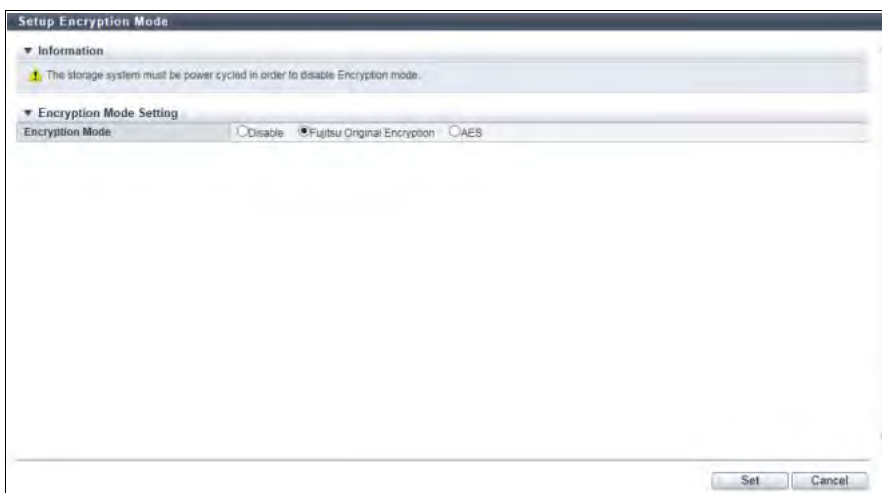 Setup Encryption Mode
Information
The storage system must be power cycled in order to disable Encryption mode.
Encryption Mode Setting
Encryption Mode Disable Fujitsu Original Encryption AES
Set Cancel